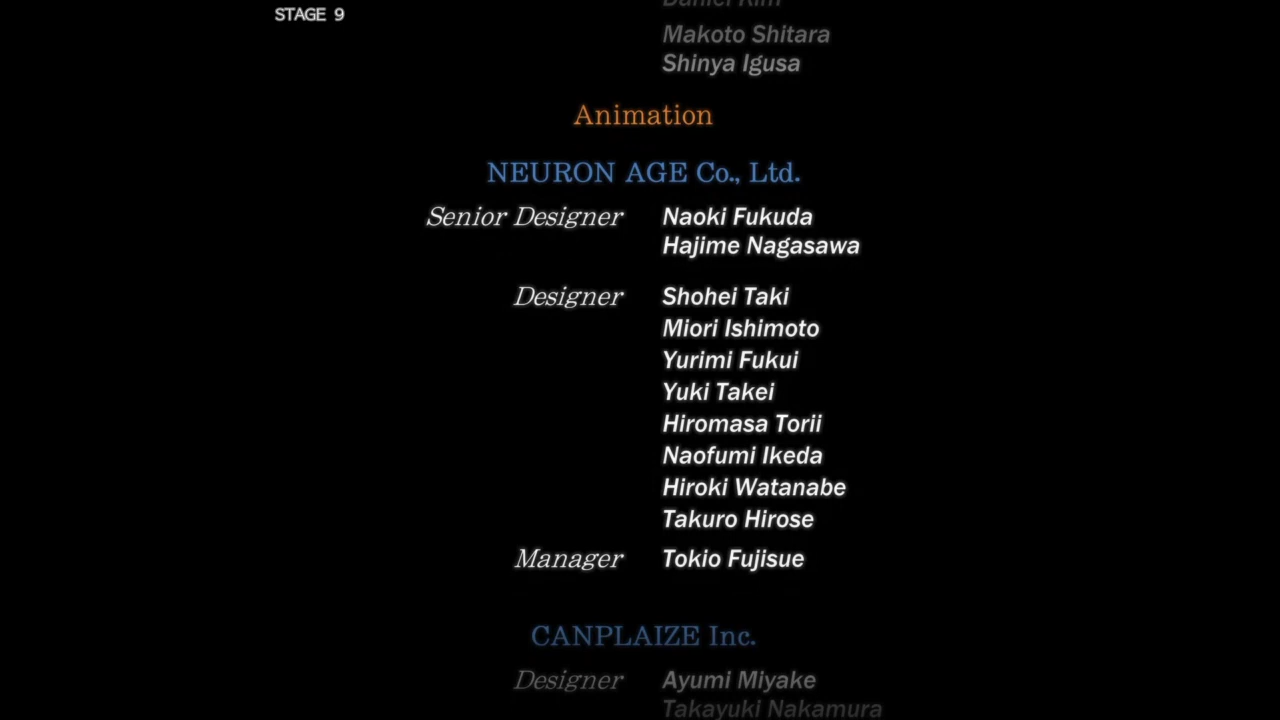 STAGE 9
Daniel Kim
Makoto Shitara
Shinya Igusa
Animation
NEURON AGE Co., Ltd.
Senior Designer Naoki Fukuda
Hajime Nagasawa
Designer Shohei Taki
Miori Ishimoto
Yurimi Fukui
Yuki Takei
Hiromasa Torii
Naofumi Ikeda
Hiroki Watanabe
Takuro Hirose
Manager Tokio Fujisue
CANPLAIZE Inc.
Designer Ayumi Miyake
Takayuki Nakamura